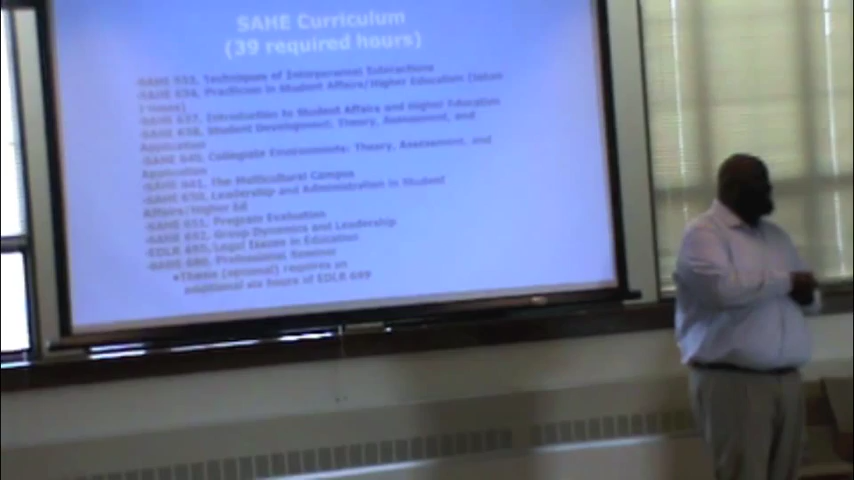 SAHE Curriculum
(39 required hours)
-SAHE 633, Techniques of Interpersonal Interactions
-SAHE 634, Practicum in Student Affairs/Higher Education (taken
-SAHE 637, Introduction to Student Affairs and Higher Education
-SAHE 638, Student Development: Theory, Assessment, and
Application
-SAHE 640, Collegiate Environments: Theory, Assessment, and
Application
-SAHE 641, The Multicultural Campus
-SAHE 650, Leadership and Administration in Student
Affairs/Higher Ed
-SAHE 651, Program Evaluation
-SAHE 652, Group Dynamics and Leadership
-EDLR Legal Issues in Education
-SAHE Professional Seminar
•Thesis (optional) requires an
additional six hours of EDLR 699